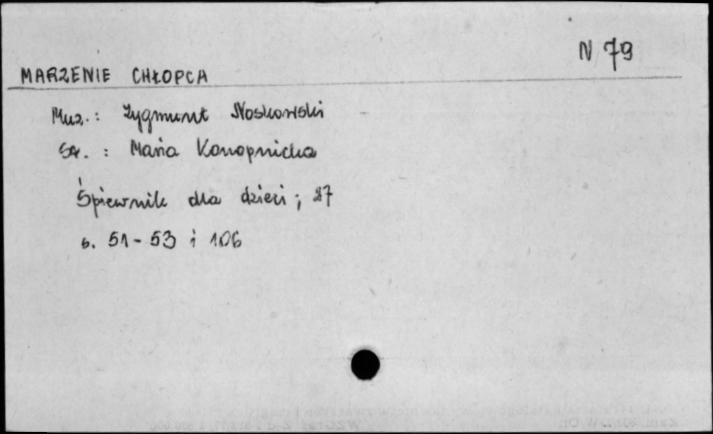 N 79
MARZENIE CHŁOPCA
Muz.: Zygmunt Noskowski
Sł. : Maria Konopnicka
Śpiewnik dla dzieci; 27
s. 51-53 i 106